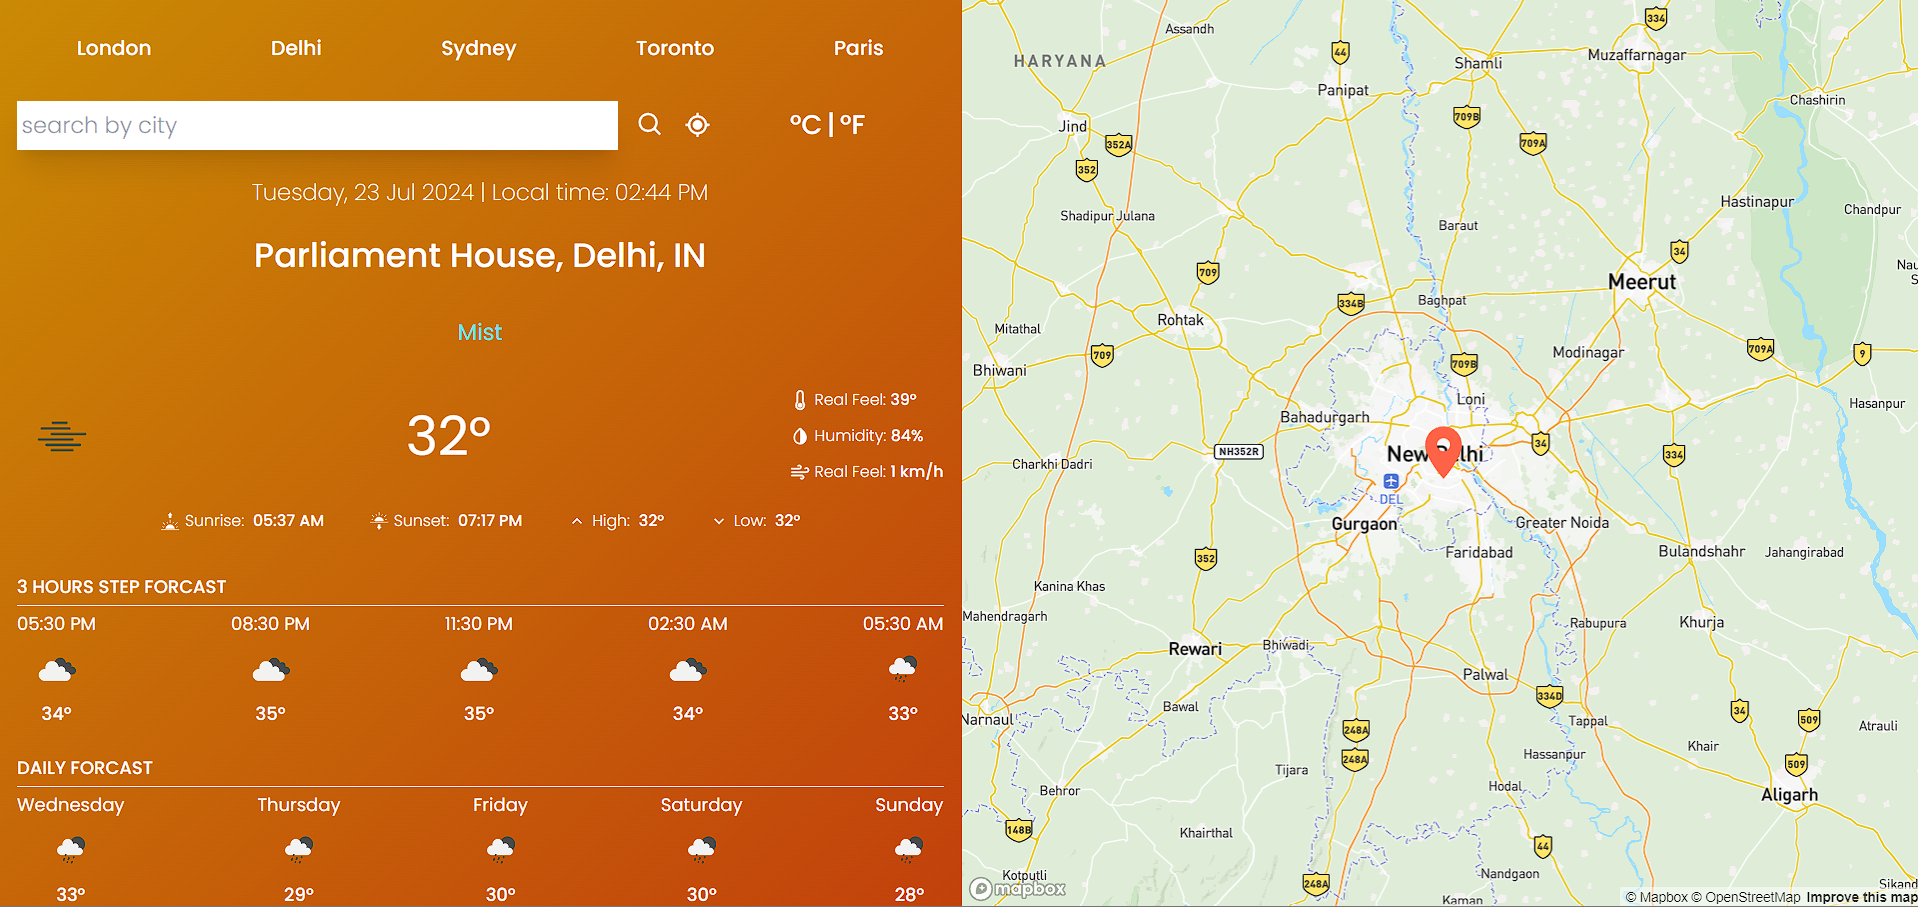 London Delhi Sydney Toronto Paris
search by city
°C | °F
Tuesday, 23 Jul 2024 | Local time: 02:44 PM
Parliament House, Delhi, IN
Mist
32°
Real Feel: 39°
Humidity: 84%
Real Feel: 1 km/h
Sunrise: 05:37 AM Sunset: 07:17 PM High: 32° Low: 32°
3 HOURS STEP FORCAST
05:30 PM 08:30 PM 11:30 PM 02:30 AM 05:30 AM
34° 35° 35° 34° 33°
DAILY FORCAST
Wednesday Thursday Friday Saturday Sunday
33° 29° 30° 30° 28°
334
Assandh
HARYANA
44
Muzaffarnagar
Shamli
Panipat
Chashirin
709B
Jind
352A
709A
352
Hastinapur
Chandpur
Shadipur Julana
Baraut
34
Nau
S
709
Meerut
334B
Baghpat
Mitathal
Rohtak
709
709A
9
Modinagar
709B
Bhiwani
Loni
Hasanpur
Bahadurgarh
34
NH352R
New lhi
334
Charkhi Dadri
DEL
Gurgaon
Greater Noida
Faridabad
Bulandshahr
Jahangirabad
352
Kanina Khas
Mahendragarh
Rabupura
Khurja
Rewari
Bhiwadi
Palwal
334D
Bawal
34
Narnaul
Tappal
509
Atrauli
248A
Khair
Hassanpur
248A
509
Tijara
Hodal
Behror
Aligarh
148B
Khairthal
44
Kotputli
Nandgaon
248A
Sikand
mapbox
Kaman
© Mapbox © OpenStreetMap Improve this map